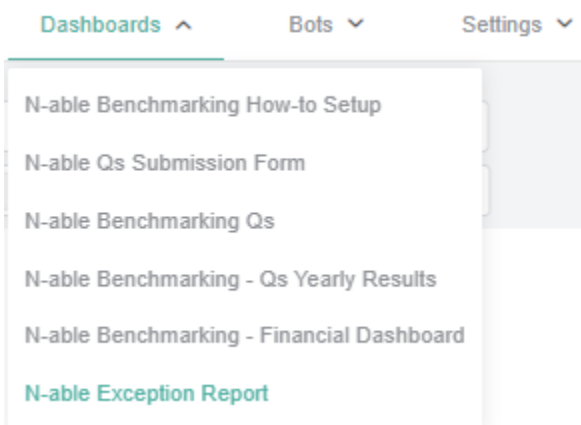 Dashboards
Bots
Settings
N-able Benchmarking How-to Setup
N-able Qs Submission Form
N-able Benchmarking Qs
N-able Benchmarking - Qs Yearly Results
N-able Benchmarking - Financial Dashboard
N-able Exception Report